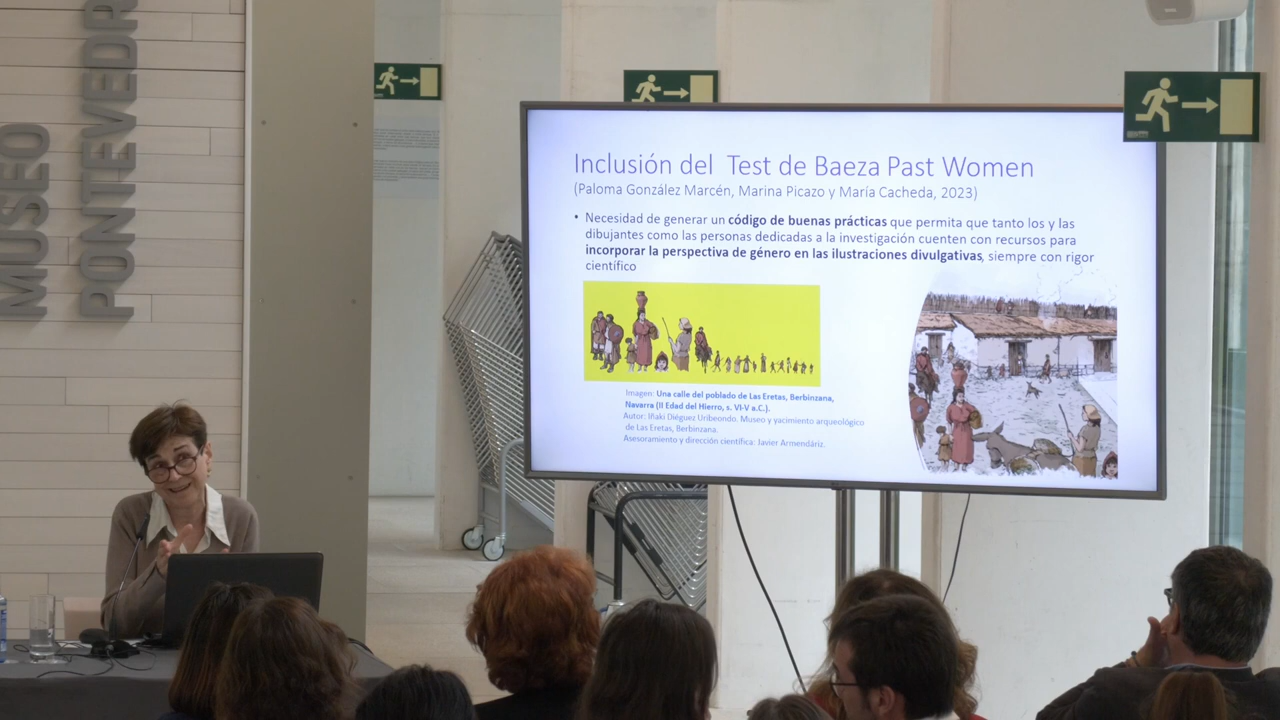 MUSEO
PONTEVEDR
Inclusión del Test de Baeza Past Women
(Paloma González Marcén, Marina Picazo y María Cacheda, 2023)
• Necesidad de generar un código de buenas prácticas que permita que tanto los y las
dibujantes como las personas dedicadas a la investigación cuenten con recursos para
incorporar la perspectiva de género en las ilustraciones divulgativas, siempre con rigor
científico
Imagen: Una calle del poblado de Las Eretas, Berbinzana,
Navarra (II Edad del Hierro, s. VI-V a.C.).
Autor: Iñaki Diéguez Uribeondo. Museo y yacimiento arqueológico
de Las Eretas, Berbinzana.
Asesoramiento y dirección científica: Javier Armendáriz.